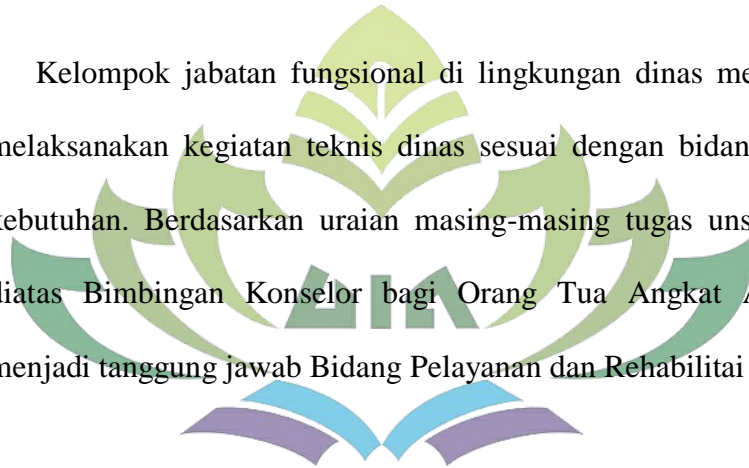 Kelompok jabatan fungsional di lingkungan dinas me
melaksanakan kegiatan teknis dinas sesuai dengan bidan
kebutuhan. Berdasarkan uraian masing-masing tugas uns
diatas Bimbingan Konselor bagi Orang Tua Angkat A
menjadi tanggung jawab Bidang Pelayanan dan Rehabilitai